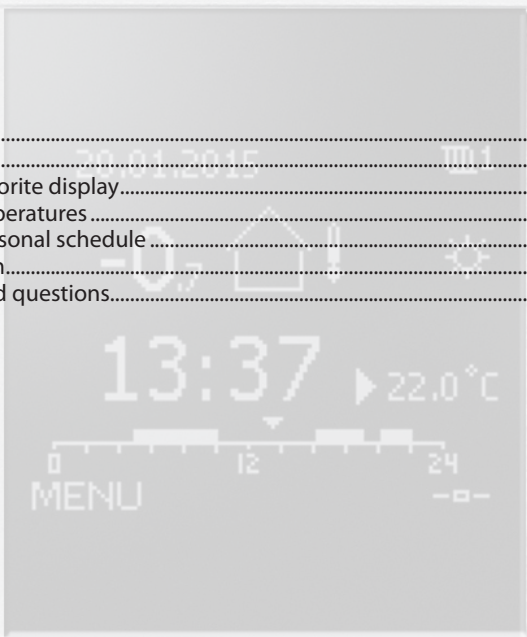 20.01.2015 1
orite display
peratures
sonal schedule
-0,7
n
d questions
13:37 ▶22.0°C
0 12 24
MENU